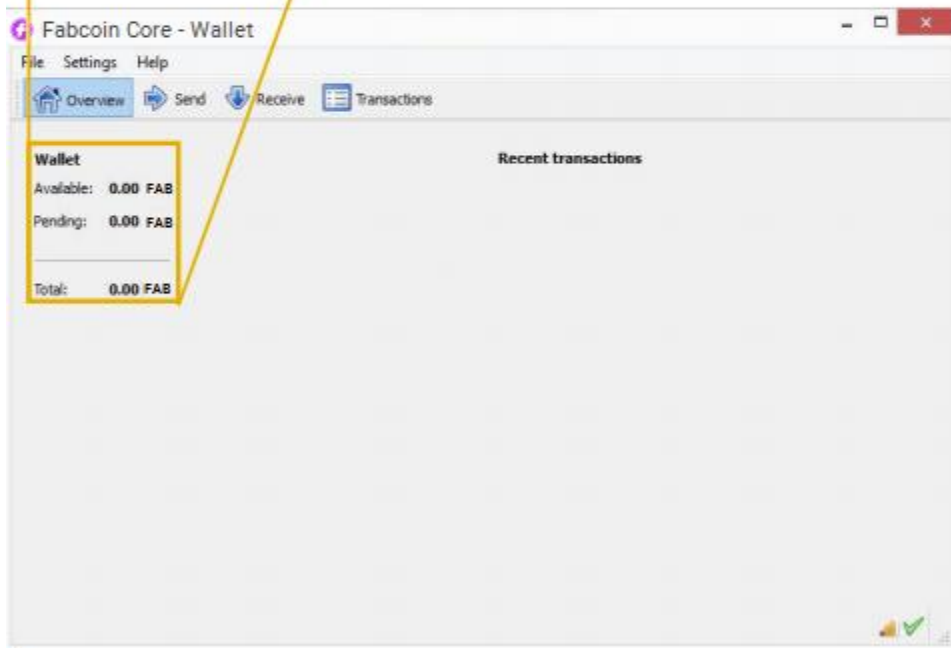 Fabcoin Core - Wallet
File Settings Help
Overview Send Receive Transactions
Wallet
Recent transactions
Available: 0.00 FAB
Pending: 0.00 FAB
Total: 0.00 FAB